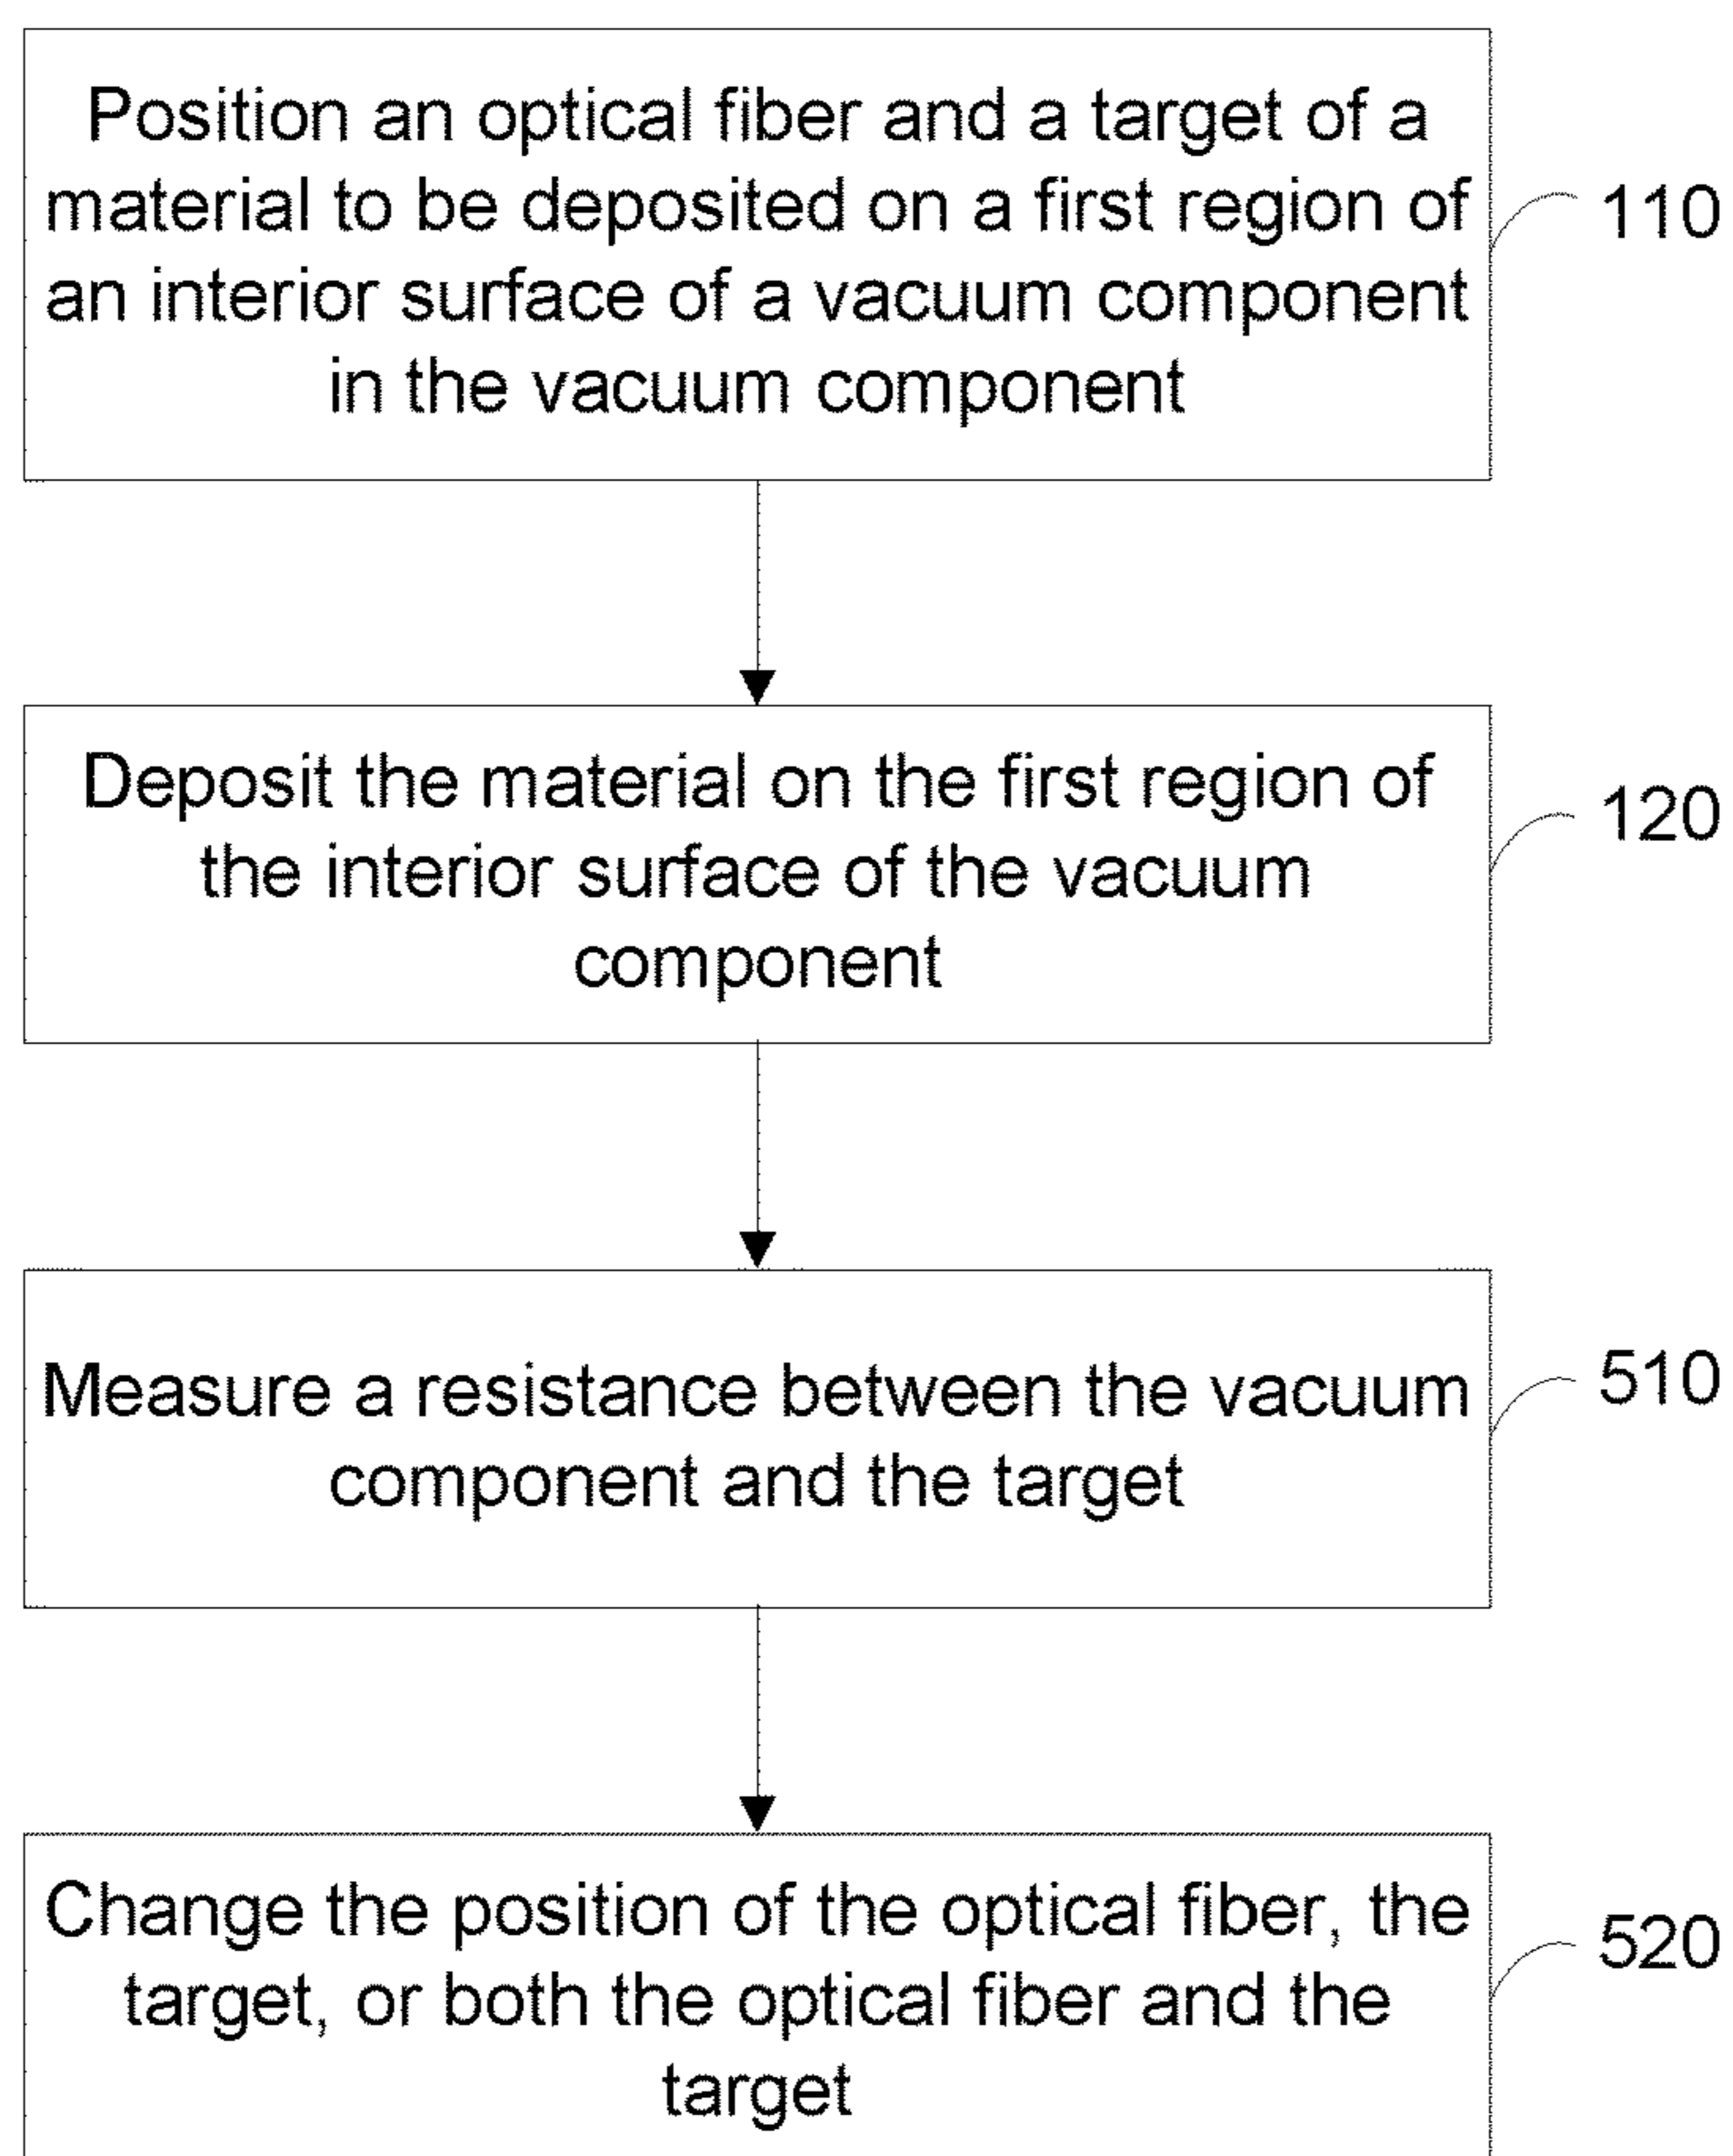 Position an optical fiber and a target of a
material to be deposited on a first region of
an interior surface of a vacuum component
in the vacuum component
110
Deposit the material on the first region of
the interior surface of the vacuum
component
120
Measure a resistance between the vacuum
component and the target
510
Change the position of the optical fiber, the
target, or both the optical fiber and the
target
520